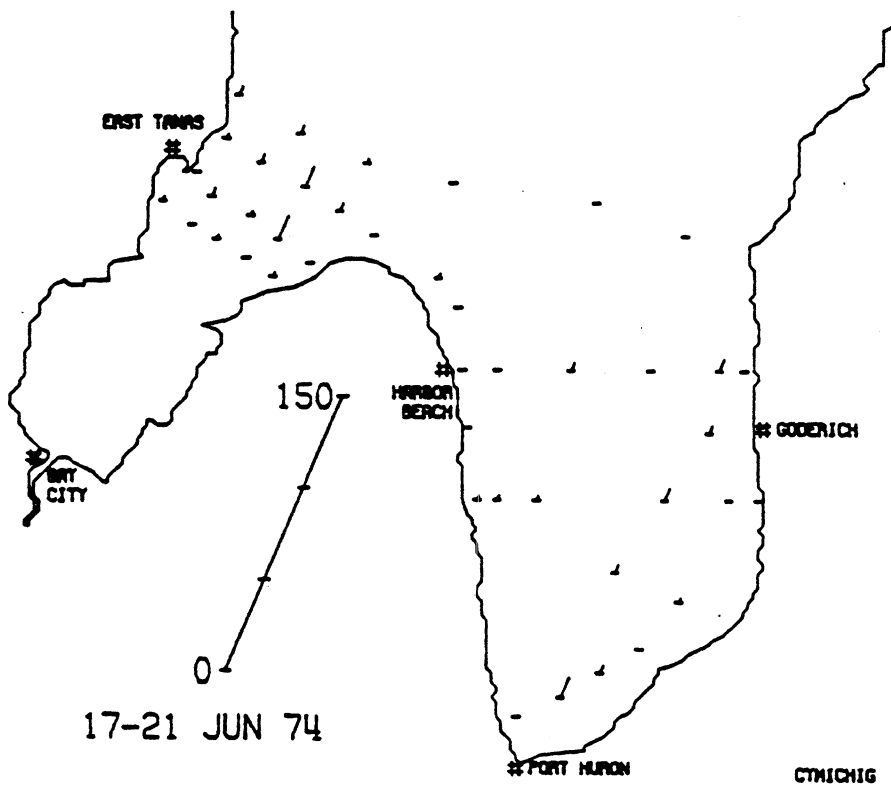 EAST TAWAS
#
150
#
HARBOR
BEACH
# GODERICH
#
BAY
CITY
0
17-21 JUN 74
# PORT HURON
CTMICHIG